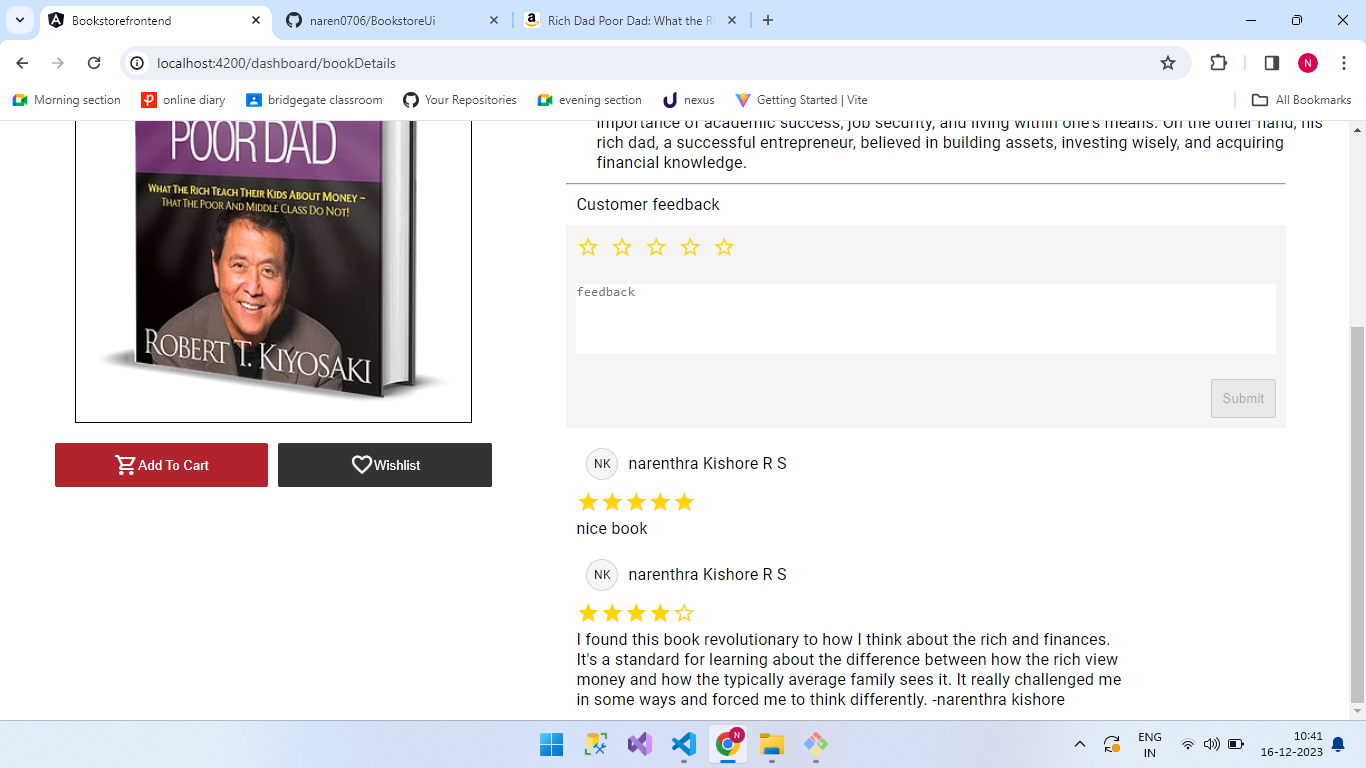 Bookstorefrontend
naren0706/BookstoreUi
Rich Dad Poor Dad: What the Ri
localhost:4200/dashboard/bookDetails
N
Morning section
online diary
bridgegate classroom
Your Repositories
evening section
nexus
Getting Started | Vite
All Bookmarks
POOR DAD
WHAT THE RICH TEACH THEIR KIDS ABOUT MONEY –
THAT THE POOR AND MIDDLE CLASS DO NOT!
ROBERT T. KIYOSAKI
Add To Cart
Wishlist
importance of academic success, job security, and living within one's means. On the other hand, his
rich dad, a successful entrepreneur, believed in building assets, investing wisely, and acquiring
financial knowledge.
Customer feedback
feedback
Submit
NK narenthra Kishore R S
nice book
NK narenthra Kishore R S
I found this book revolutionary to how I think about the rich and finances.
It's a standard for learning about the difference between how the rich view
money and how the typically average family sees it. It really challenged me
in some ways and forced me to think differently. -narenthra kishore
N
ENG
IN
10:41
16-12-2023